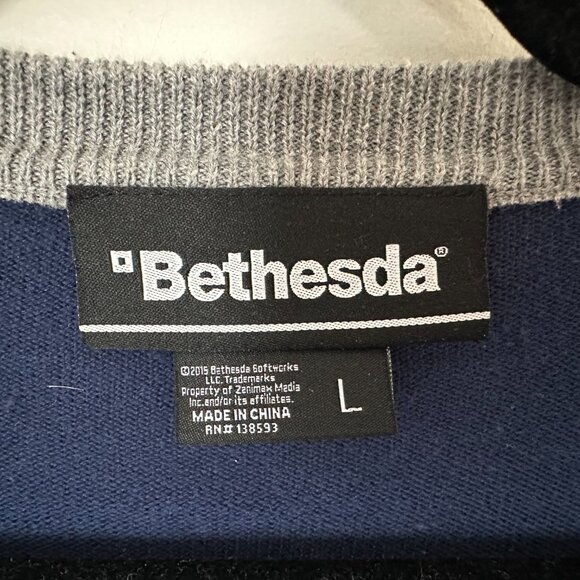 Bethesda®
©2015 Bethesda Softworks
LLC. Trademarks
Property of Zenimax Media
Inc.and/or its affiliates.
MADE IN CHINA
RN# 138593
L